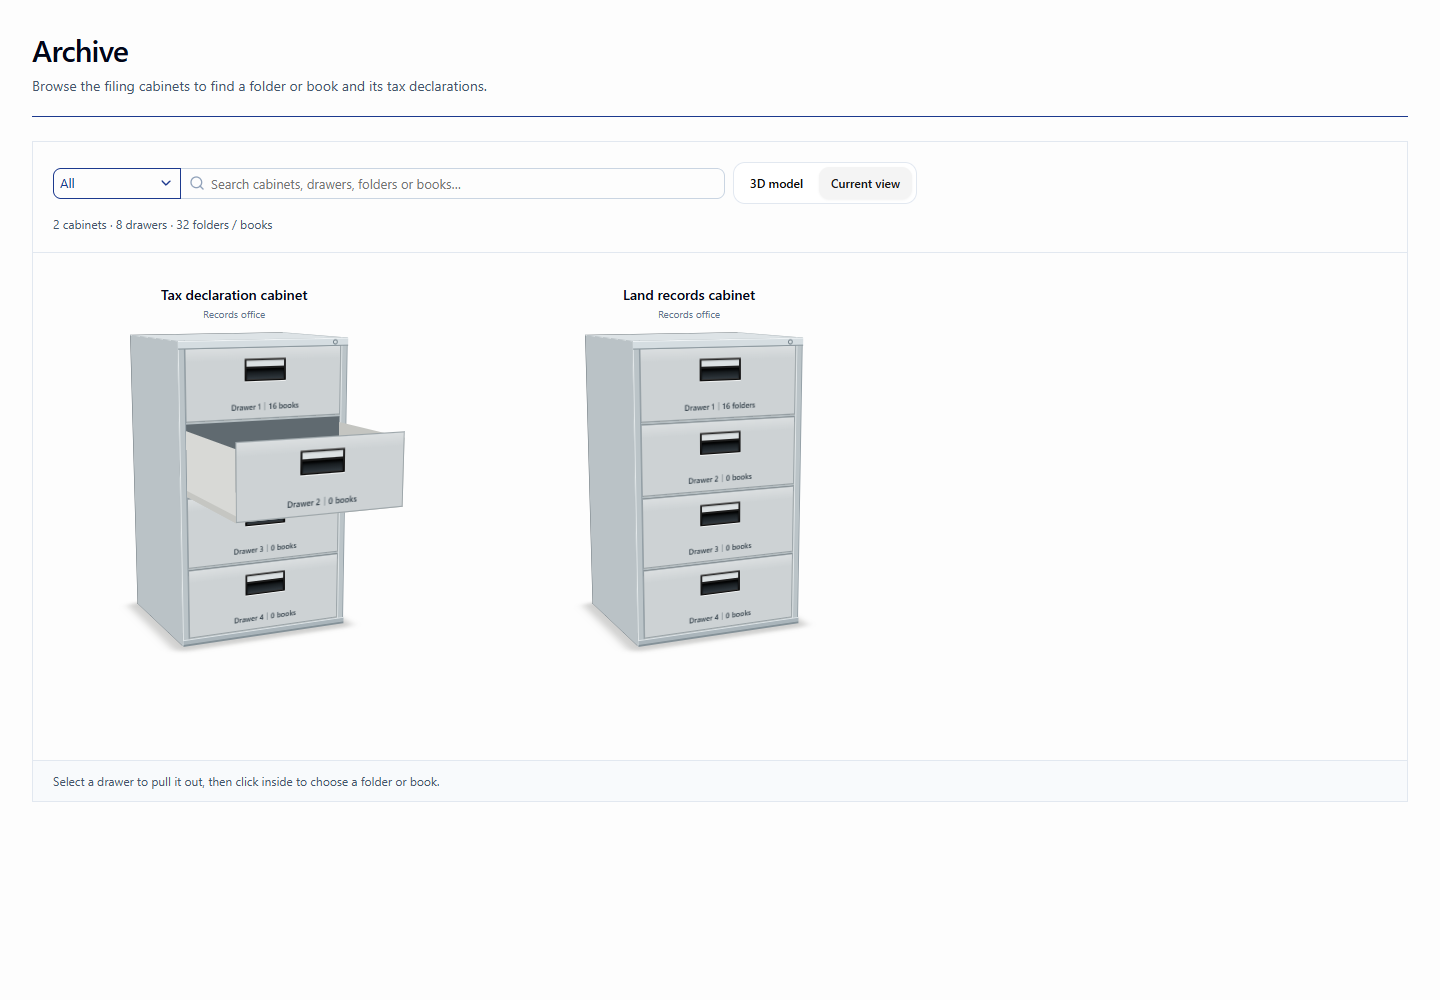 Archive
Browse the filing cabinets to find a folder or book and its tax declarations.
All
Search cabinets, drawers, folders or books...
3D model
Current view
2 cabinets · 8 drawers · 32 folders / books
Tax declaration cabinet
Records office
Drawer 1 | 16 books
Drawer 2 | 0 books
Drawer 3 | 0 books
Drawer 4 | 0 books
Land records cabinet
Records office
Drawer 1 | 16 folders
Drawer 2 | 0 books
Drawer 3 | 0 books
Drawer 4 | 0 books
Select a drawer to pull it out, then click inside to choose a folder or book.